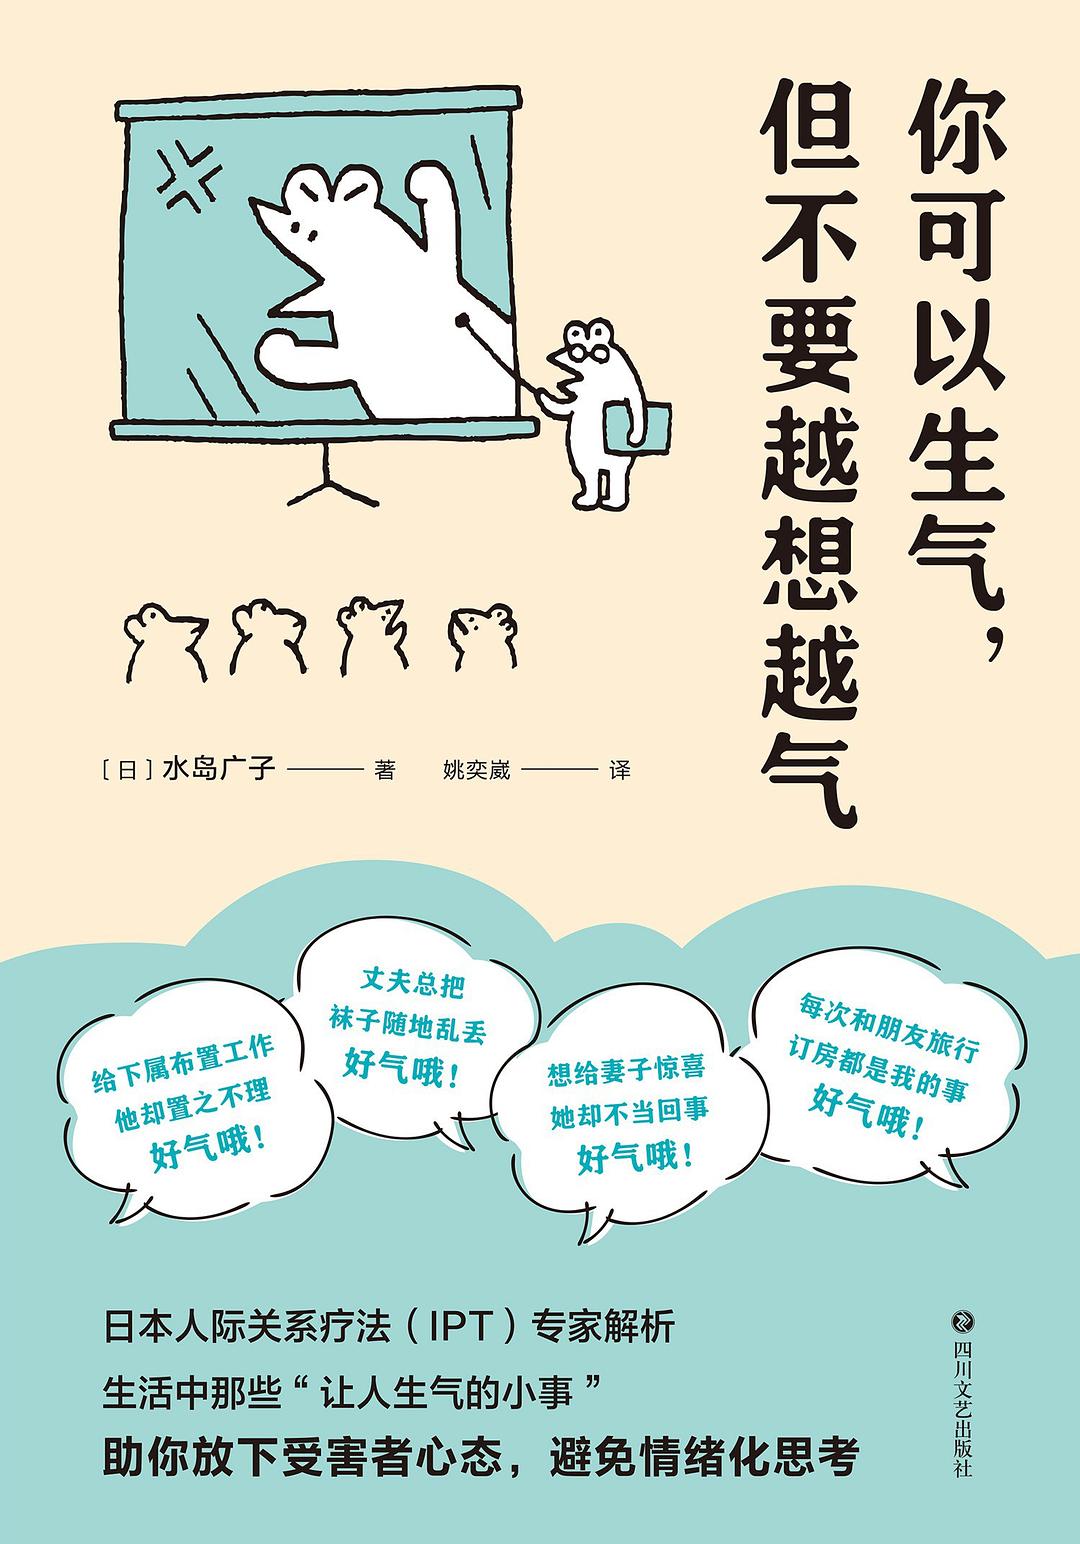 你可以生气，
但不要越想越气
［日］水岛广子——著 姚奕崴——译
给下属布置工作
他却置之不理
好气哦！
丈夫总把
袜子随地乱丢
好气哦！
想给妻子惊喜
她却不当回事
好气哦！
每次和朋友旅行
订房都是我的事
好气哦！
日本人际关系疗法（IPT）专家解析
生活中那些“让人生气的小事”
助你放下受害者心态，避免情绪化思考
四川文艺出版社